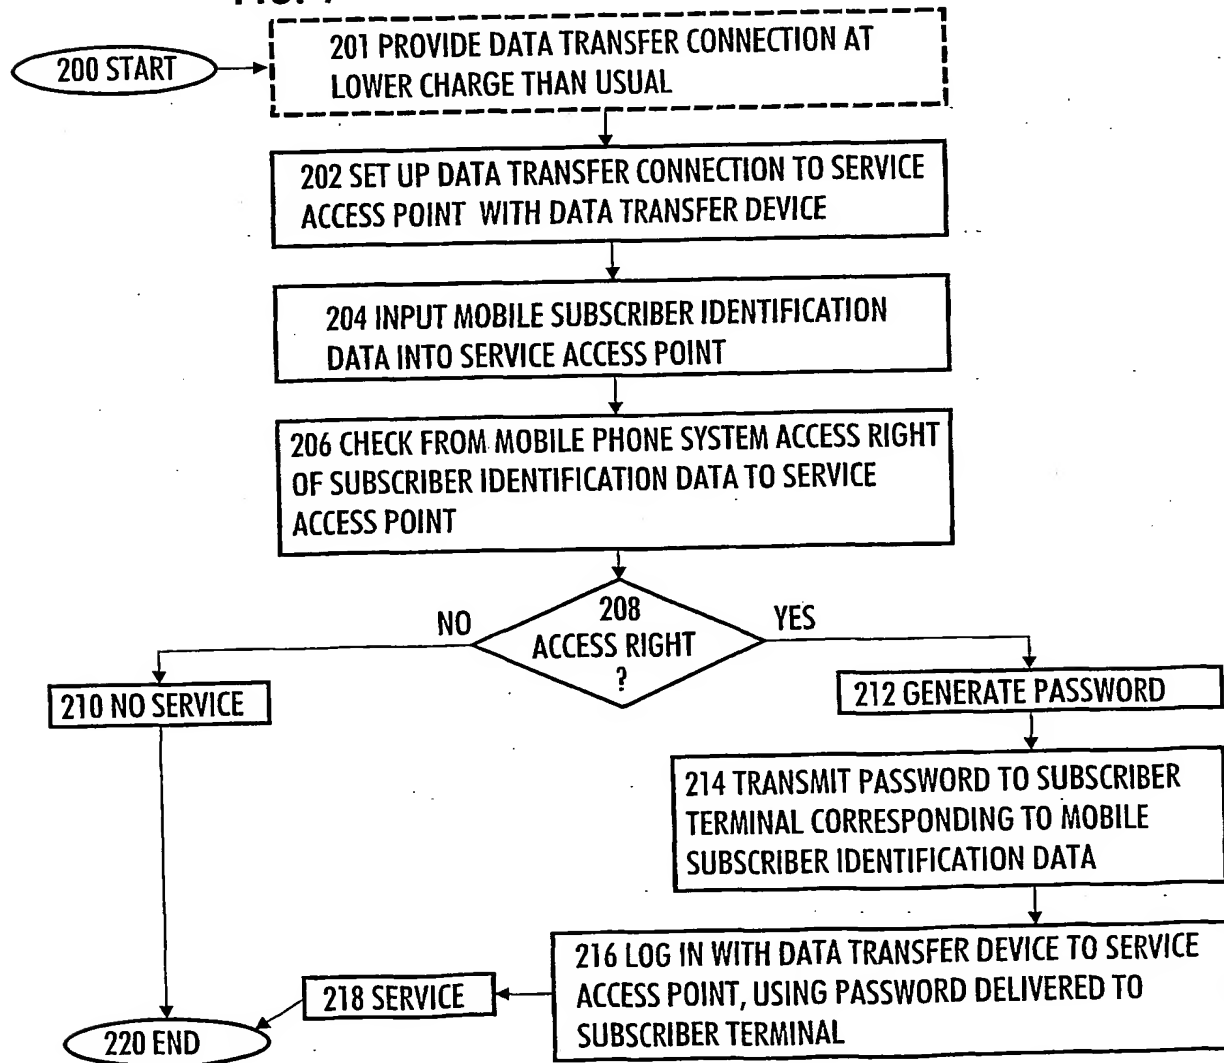 200 START
201 PROVIDE DATA TRANSFER CONNECTION AT
LOWER CHARGE THAN USUAL
202 SET UP DATA TRANSFER CONNECTION TO SERVICE
ACCESS POINT WITH DATA TRANSFER DEVICE
204 INPUT MOBILE SUBSCRIBER IDENTIFICATION
DATA INTO SERVICE ACCESS POINT
206 CHECK FROM MOBILE PHONE SYSTEM ACCESS RIGHT
OF SUBSCRIBER IDENTIFICATION DATA TO SERVICE
ACCESS POINT
NO
208
ACCESS RIGHT
?
YES
210 NO SERVICE
212 GENERATE PASSWORD
214 TRANSMIT PASSWORD TO SUBSCRIBER
TERMINAL CORRESPONDING TO MOBILE
SUBSCRIBER IDENTIFICATION DATA
216 LOG IN WITH DATA TRANSFER DEVICE TO SERVICE
ACCESS POINT, USING PASSWORD DELIVERED TO
SUBSCRIBER TERMINAL
218 SERVICE
220 END